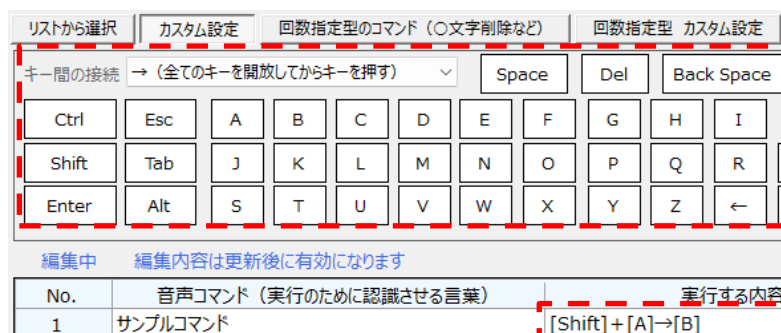 リストから選択 カスタム設定 回数指定型のコマンド（○文字削除など） 回数指定型 カスタム設定
キー間の接続 →（全てのキーを開放してからキーを押す） Space Del Back Space
Ctrl Esc A B C D E F G H I
Shift Tab J K L M N O P Q R
Enter Alt S T U V W X Y Z ←
編集中 編集内容は更新後に有効になります
No. 音声コマンド（実行のために認識させる言葉） 実行する内容
1 サンプルコマンド [Shift]+[A]→[B]